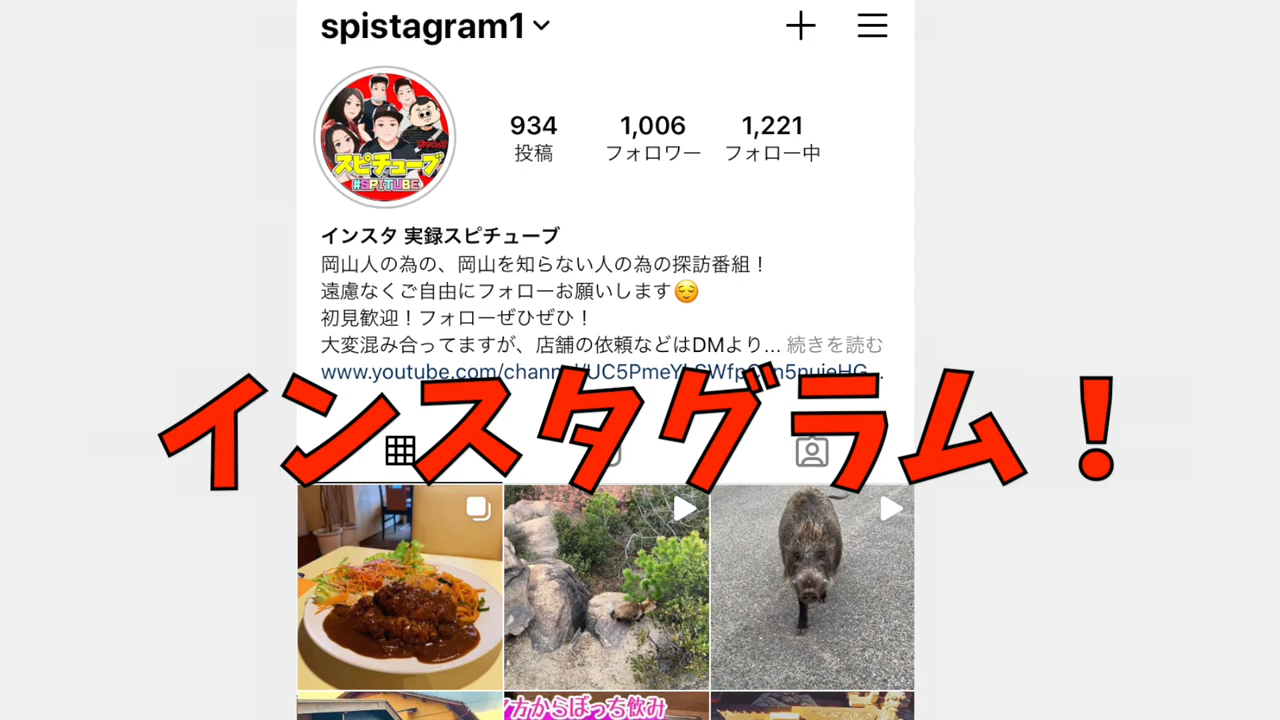 spistagram1
スピチューブ
#SPITUBE
934
投稿
1,006
フォロワー
1,221
フォロー中
インスタ 実録スピチューブ
岡山人の為の、岡山を知らない人の為の探訪番組！
遠慮なくご自由にフォローお願いします😌
初見歓迎！フォローぜひぜひ！
大変混み合ってますが、店舗の依頼などはDMより... 続きを読む
インスタグラム！
方からぼっち飲み